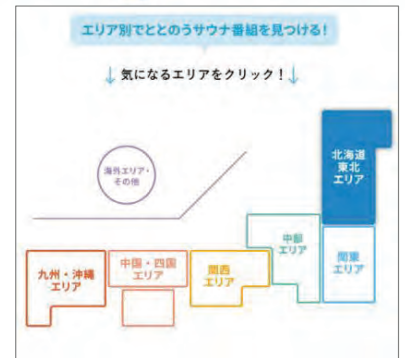 エリア別でととのうサウナ番組を見つける！
↓ 気になるエリアをクリック！↓
北海道
東北
エリア
海外エリア・
その他
中部
エリア
関東
エリア
九州・沖縄
エリア
中国・四国
エリア
関西
エリア